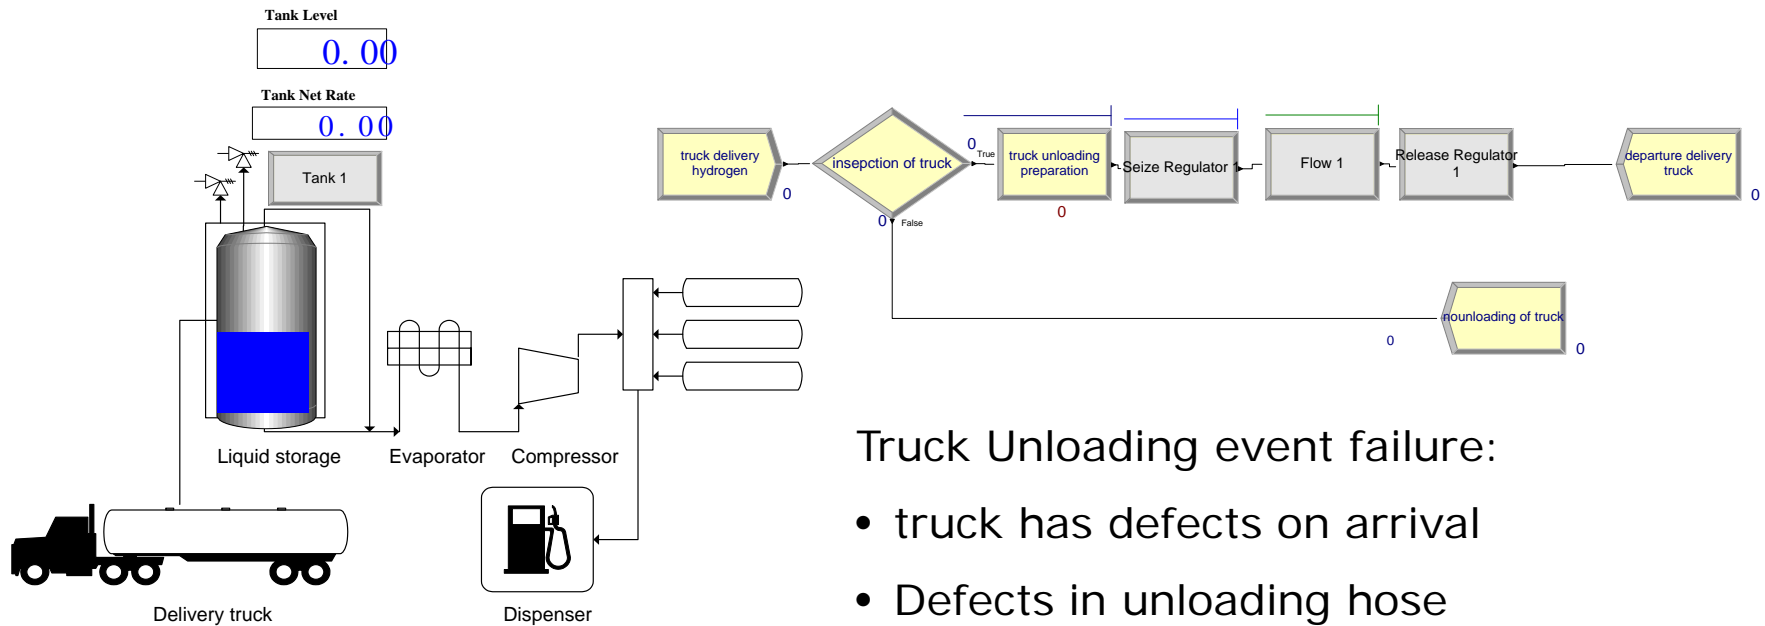 Tank Level
0.00
Tank Net Rate
0.00
Tank 1
truck delivery
hydrogen
0
insepction of truck
0
True
0
False
truck unloading
preparation
0
Seize Regulator 1
Flow 1
Release Regulator
1
departure delivery
truck
0
nounloading of truck
0
0
Liquid storage
Evaporator
Compressor
Delivery truck
Dispenser
Truck Unloading event failure:
• truck has defects on arrival
• Defects in unloading hose